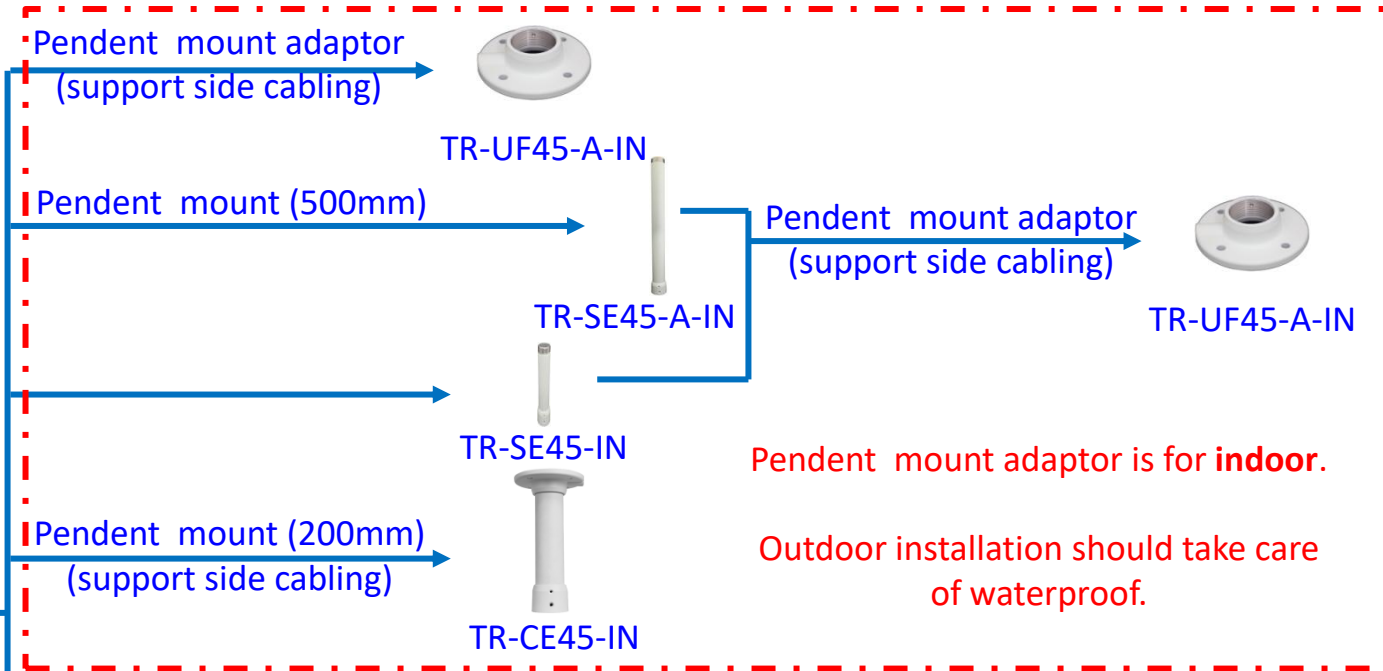 Pendent  mount adaptor
(support side cabling)
TR-UF45-A-IN
Pendent  mount (500mm)
TR-SE45-A-IN
Pendent  mount adaptor
(support side cabling)
TR-UF45-A-IN
TR-SE45-IN
Pendent  mount adaptor is for indoor.
Pendent  mount (200mm)
(support side cabling)
Outdoor installation should take care
of waterproof.
TR-CE45-IN